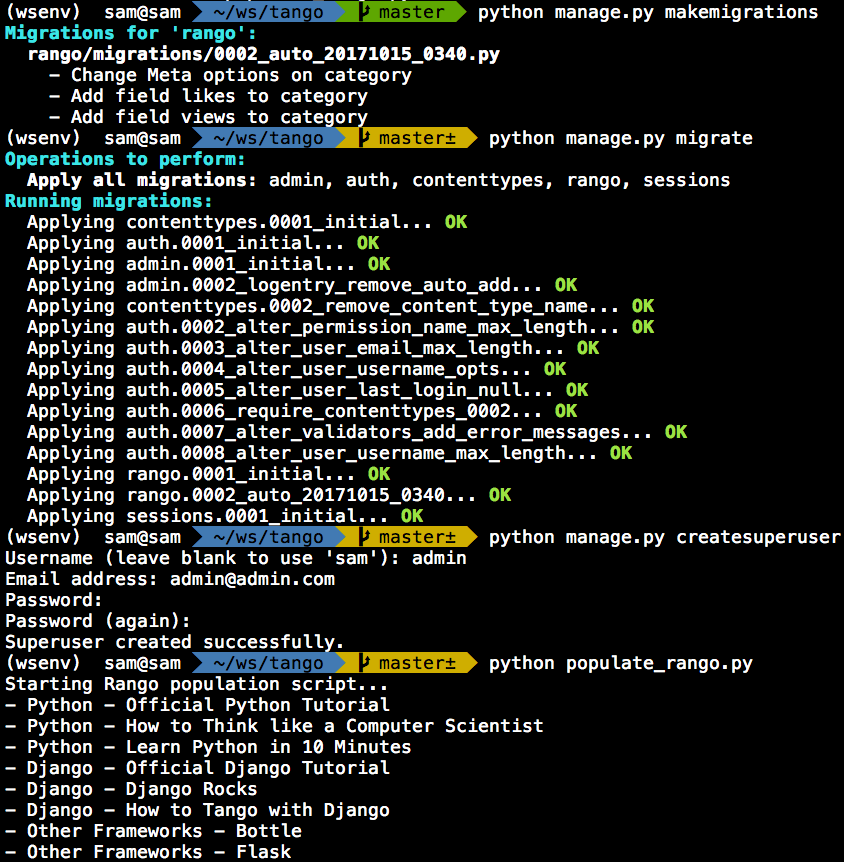 (wsenv) sam@sam ~/ws/tango master python manage.py makemigrations
Migrations for 'rango':
rango/migrations/0002_auto_20171015_0340.py
– Change Meta options on category
– Add field likes to category
– Add field views to category
(wsenv) sam@sam ~/ws/tango master± python manage.py migrate
Operations to perform:
Apply all migrations: admin, auth, contenttypes, rango, sessions
Running migrations:
Applying contenttypes.0001_initial... OK
Applying auth.0001_initial... OK
Applying admin.0001_initial... OK
Applying admin.0002_logentry_remove_auto_add... OK
Applying contenttypes.0002_remove_content_type_name... OK
Applying auth.0002_alter_permission_name_max_length... OK
Applying auth.0003_alter_user_email_max_length... OK
Applying auth.0004_alter_user_username_opts... OK
Applying auth.0005_alter_user_last_login_null... OK
Applying auth.0006_require_contenttypes_0002... OK
Applying auth.0007_alter_validators_add_error_messages... OK
Applying auth.0008_alter_user_username_max_length... OK
Applying rango.0001_initial... OK
Applying rango.0002_auto_20171015_0340... OK
Applying sessions.0001_initial... OK
(wsenv) sam@sam ~/ws/tango master± python manage.py createsuperuser
Username (leave blank to use 'sam'): admin
Email address: admin@admin.com
Password:
Password (again):
Superuser created successfully.
(wsenv) sam@sam ~/ws/tango master± python populate_rango.py
Starting Rango population script...
– Python – Official Python Tutorial
– Python – How to Think like a Computer Scientist
– Python – Learn Python in 10 Minutes
– Django – Official Django Tutorial
– Django – Django Rocks
– Django – How to Tango with Django
– Other Frameworks – Bottle
– Other Frameworks – Flask